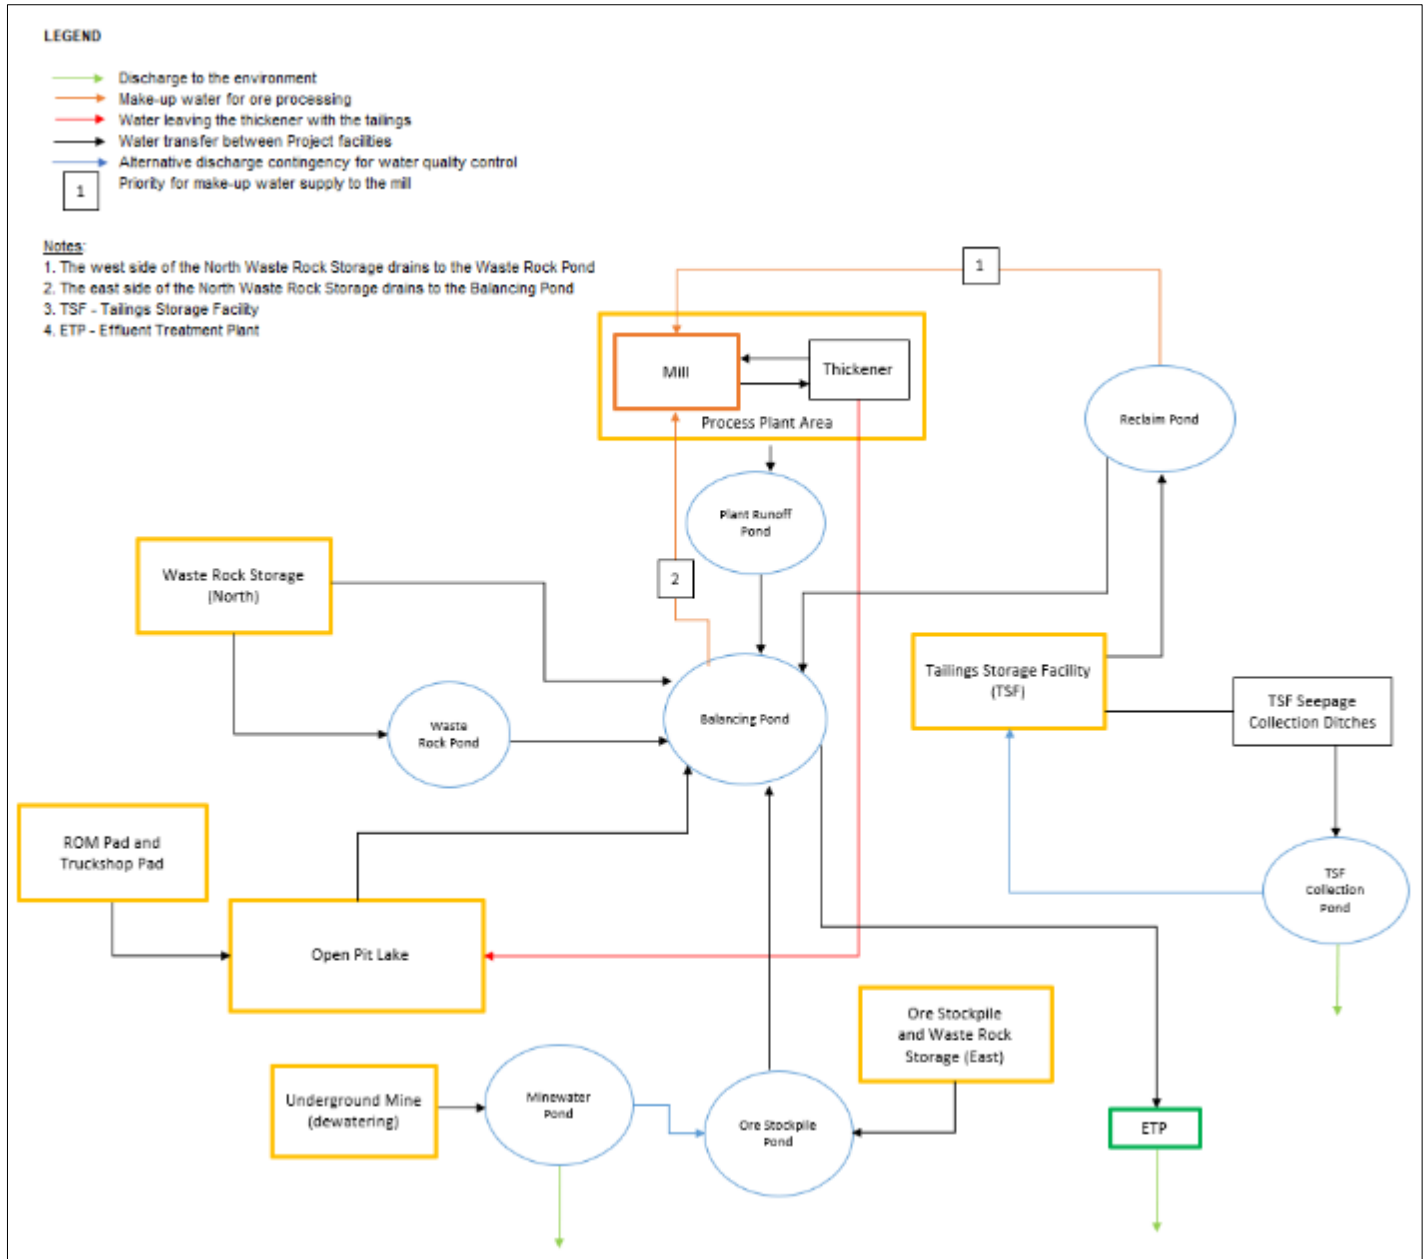 LEGEND
Discharge to the environment
Make-up water for ore processing
Water leaving the thickener with the tailings
Water transfer between Project facilities
Alternative discharge contingency for water quality control
1
Priority for make-up water supply to the mill
Notes:
1. The west side of the North Waste Rock Storage drains to the Waste Rock Pond
2. The east side of the North Waste Rock Storage drains to the Balancing Pond
3. TSF - Tailings Storage Facility
4. ETP - Effluent Treatment Plant
1
Mill
Thickener
Process Plant Area
Reclaim Pond
Plant Runoff
Pond
2
Waste Rock Storage
(North)
Waste
Rock Pond
Balancing Pond
Tailings Storage Facility
(TSF)
TSF Seepage
Collection Ditches
ROM Pad and
Truckshop Pad
TSF
Collection
Pond
Open Pit Lake
Ore Stockpile
and Waste Rock
Storage (East)
Underground Mine
(dewatering)
Minewater
Pond
Ore Stockpile
Pond
ETP